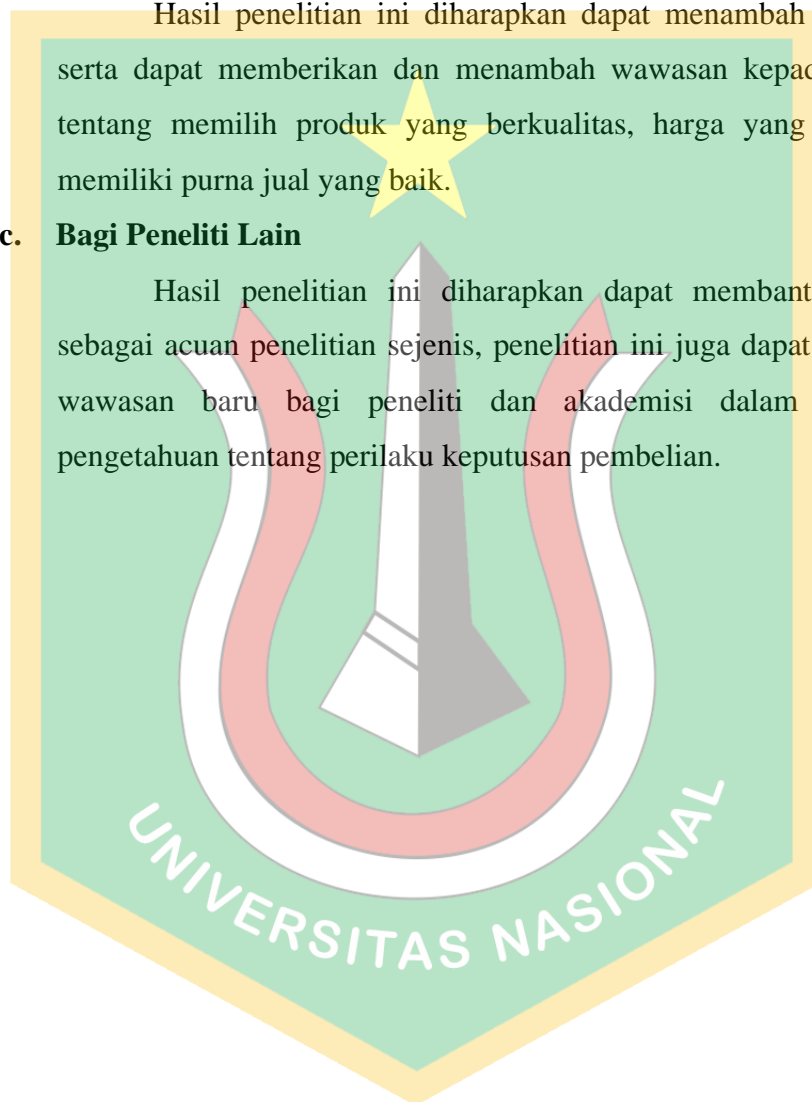 Hasil penelitian ini diharapkan dapat menambah
serta dapat memberikan dan menambah wawasan
tentang memilih produk yang berkualitas, harga yang
memiliki purna jual yang baik.
c. Bagi Peneliti Lain
Hasil penelitian ini diharapkan dapat
sebagai acuan penelitian sejenis, penelitian ini juga dapat
wawasan baru bagi peneliti dan akademisi dalam
pengetahuan tentang perilaku keputusan pembelian.
UNIVERSITAS NASIONAL